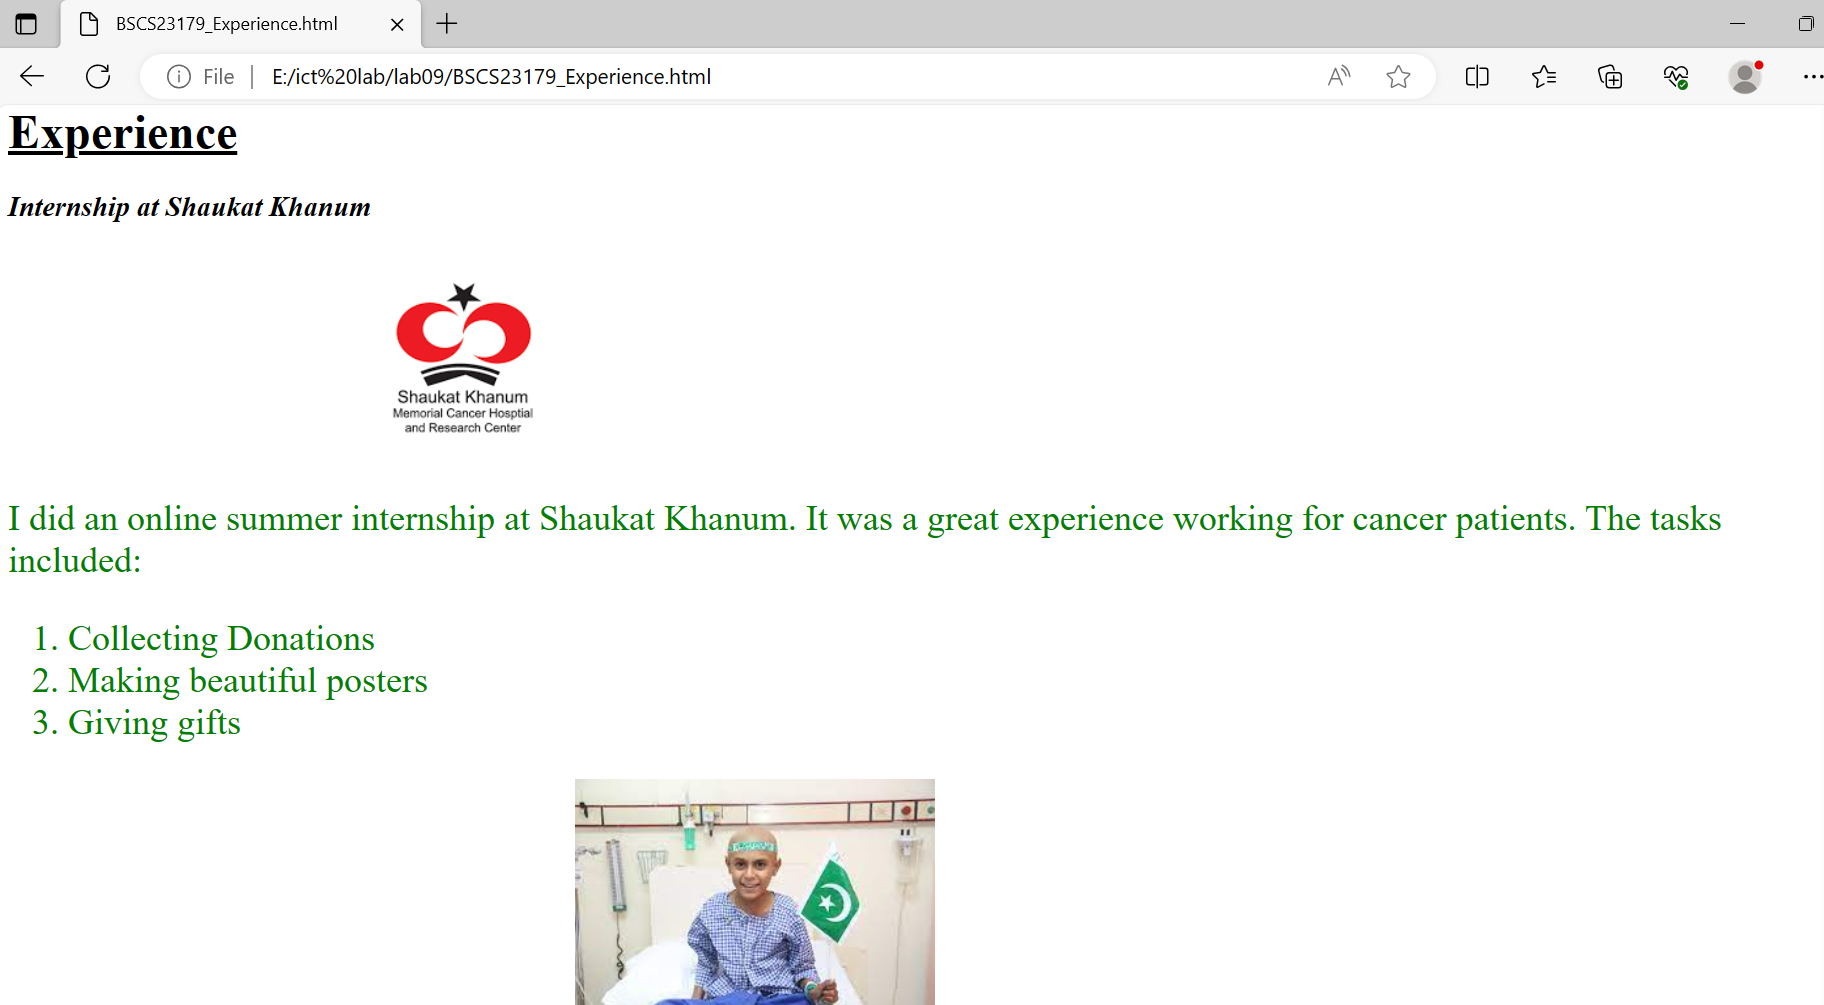 BSCS23179_Experience.html
File
E:/ict%20lab/lab09/BSCS23179_Experience.html
Experience
Internship at Shaukat Khanum
Shaukat Khanum
Memorial Cancer Hosptial
and Research Center
I did an online summer internship at Shaukat Khanum. It was a great experience working for cancer patients. The tasks
included:
1. Collecting Donations
2. Making beautiful posters
3. Giving gifts